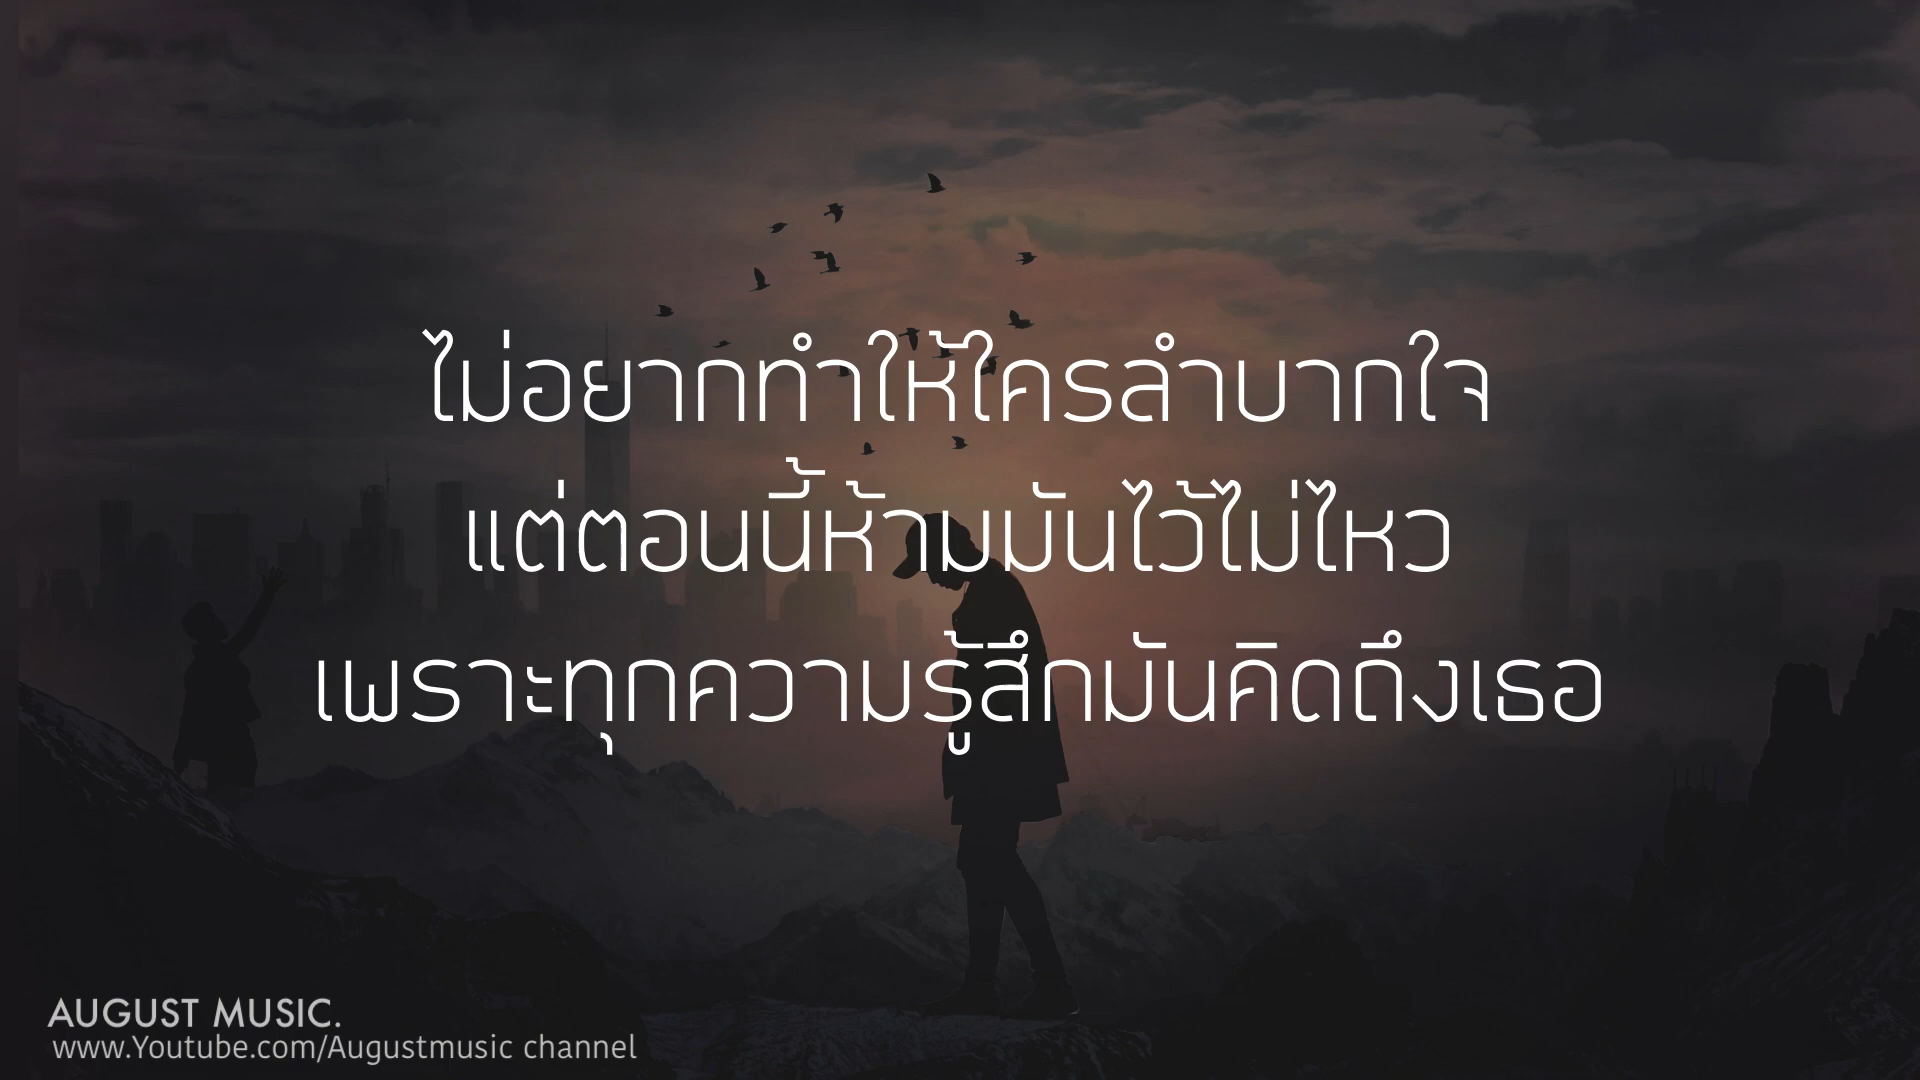 ไม่อยากทำให้ใครลำบากใจ
แต่ตอนนี้ห้ามมันไว้ไม่ไหว
เพราะทุกความรู้สึกมันคิดถึงเธอ
AUGUST MUSIC.
www.Youtube.com/Augustmusic channel